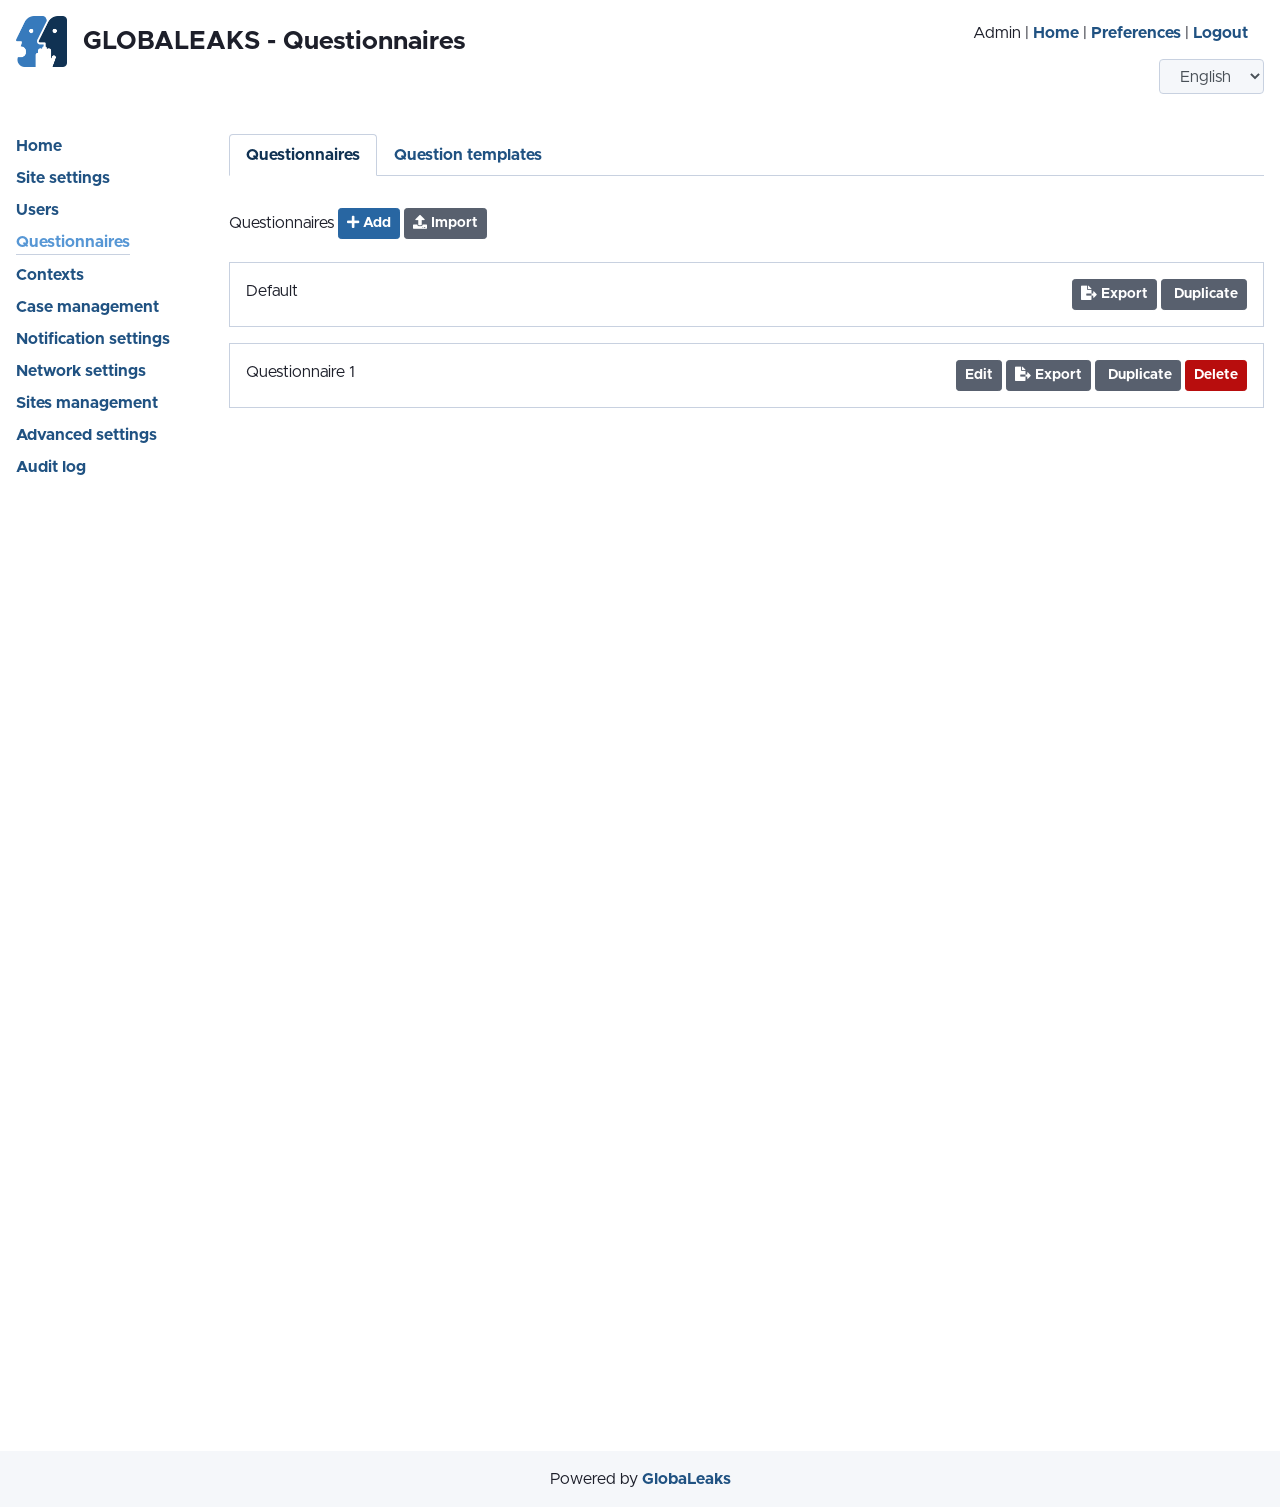 GLOBALEAKS - Questionnaires
Admin | Home | Preferences | Logout
English
Home
Site settings
Users
Questionnaires
Contexts
Case management
Notification settings
Network settings
Sites management
Advanced settings
Audit log
Questionnaires Question templates
Questionnaires Add Import
Default Export Duplicate
Questionnaire 1 Edit Export Duplicate Delete
Powered by GlobaLeaks